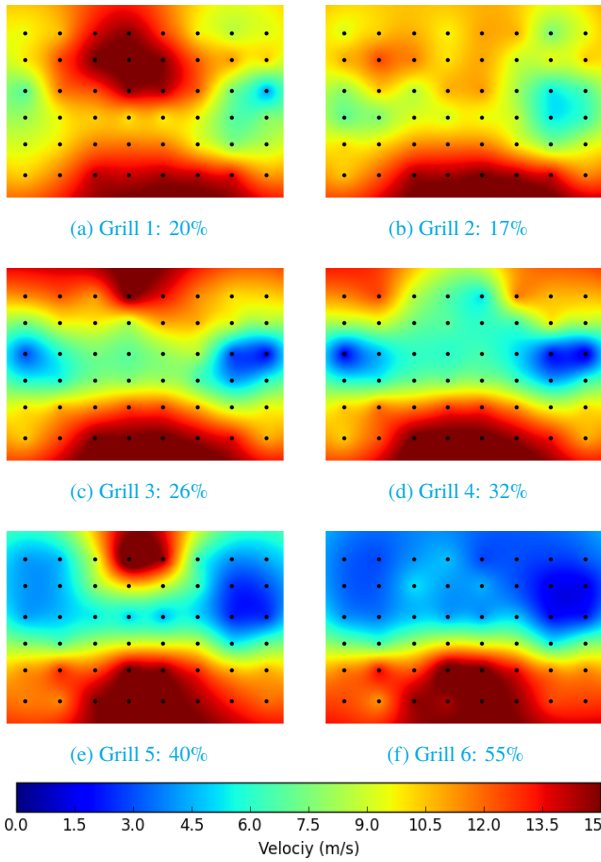 (a) Grill 1: 20%
(b) Grill 2: 17%
(c) Grill 3: 26%
(d) Grill 4: 32%
(e) Grill 5: 40%
(f) Grill 6: 55%
0.0 1.5 3.0 4.5 6.0 7.5 9.0 10.5 12.0 13.5 15
Velociy (m/s)